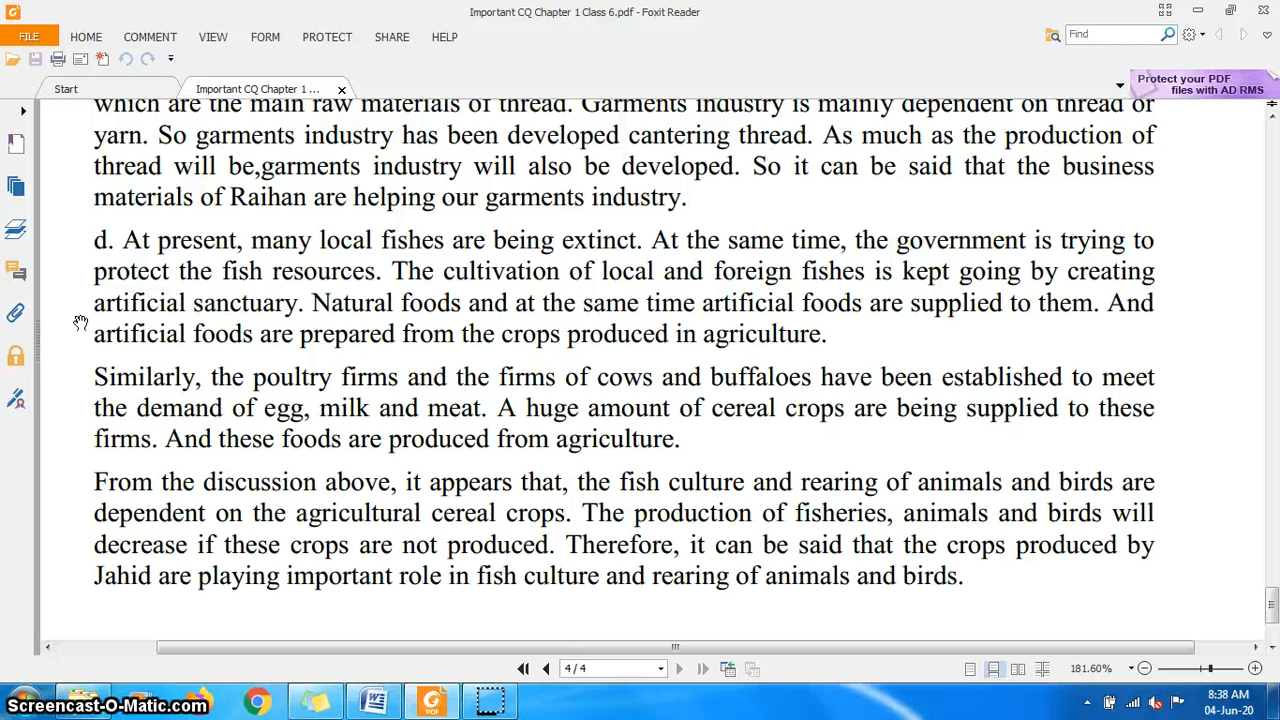 Important CQ Chapter 1 Class 6.pdf - Foxit Reader
FILE HOME COMMENT VIEW FORM PROTECT SHARE HELP Find
Start Important CQ Chapter 1 ... Protect your PDF
files with AD RMS
which are the main raw materials of thread. Garments industry is mainly dependent on thread or
yarn. So garments industry has been developed cantering thread. As much as the production of
thread will be,garments industry will also be developed. So it can be said that the business
materials of Raihan are helping our garments industry.
d. At present, many local fishes are being extinct. At the same time, the government is trying to
protect the fish resources. The cultivation of local and foreign fishes is kept going by creating
artificial sanctuary. Natural foods and at the same time artificial foods are supplied to them. And
artificial foods are prepared from the crops produced in agriculture.
Similarly, the poultry firms and the firms of cows and buffaloes have been established to meet
the demand of egg, milk and meat. A huge amount of cereal crops are being supplied to these
firms. And these foods are produced from agriculture.
From the discussion above, it appears that, the fish culture and rearing of animals and birds are
dependent on the agricultural cereal crops. The production of fisheries, animals and birds will
decrease if these crops are not produced. Therefore, it can be said that the crops produced by
Jahid are playing important role in fish culture and rearing of animals and birds.
4 / 4 181.60%
PDF
8:38 AM
Screencast-O-Matic.com
04-Jun-20